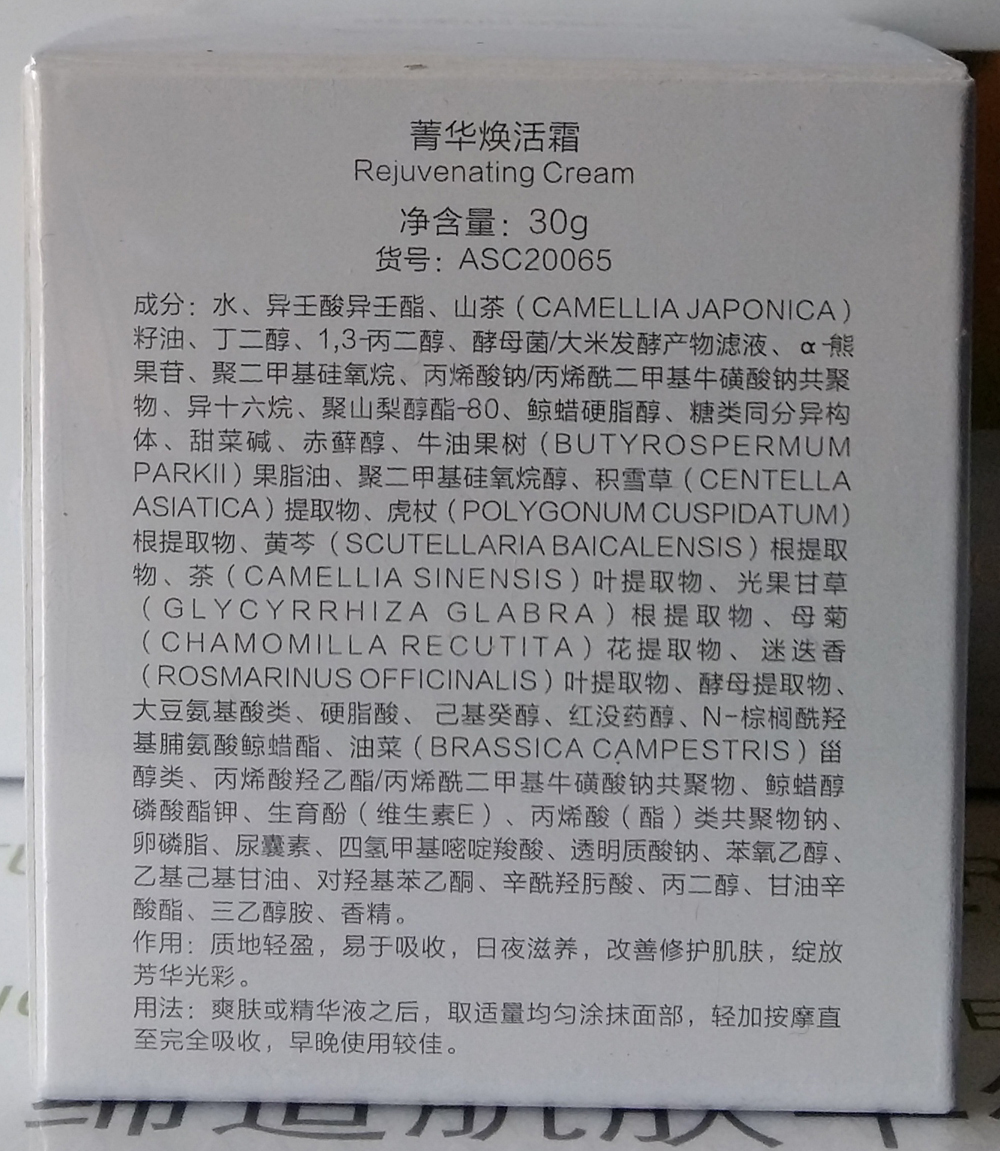 菁华焕活霜
Rejuvenating Cream
净含量：30g
货号：ASC20065
成分：水、异壬酸异壬酯、山茶（CAMELLIA JAPONICA）
籽油、丁二醇、1,3-丙二醇、酵母菌/大米发酵产物滤液、α-熊
果苷、聚二甲基硅氧烷、丙烯酸钠/丙烯酰二甲基牛磺酸钠共聚
物、异十六烷、聚山梨醇酯-80、鲸蜡硬脂醇、糖类同分异构
体、甜菜碱、赤藓醇、牛油果树（BUTYROSPERMUM
PARKII）果脂油、聚二甲基硅氧烷醇、积雪草（CENTELLA
ASIATICA）提取物、虎杖（POLYGONUM CUSPIDATUM）
根提取物、黄芩（SCUTELLARIA BAICALENSIS）根提取
物、茶（CAMELLIA SINENSIS）叶提取物、光果甘草
（GLYCYRRHIZA GLABRA）根提取物、母菊
（CHAMOMILLA RECUTITA）花提取物、迷迭香
（ROSMARINUS OFFICINALIS）叶提取物、酵母提取物、
大豆氨基酸类、硬脂酸、己基癸醇、红没药醇、N-棕榈酰羟
基脯氨酸鲸蜡酯、油菜（BRASSICA CAMPESTRIS）甾
醇类、丙烯酸羟乙酯/丙烯酰二甲基牛磺酸钠共聚物、鲸蜡醇
磷酸酯钾、生育酚（维生素E）、丙烯酸（酯）类共聚物钠、
卵磷脂、尿囊素、四氢甲基嘧啶羧酸、透明质酸钠、苯氧乙醇、
乙基己基甘油、对羟基苯乙酮、辛酰羟肟酸、丙二醇、甘油辛
酸酯、三乙醇胺、香精。
作用：质地轻盈，易于吸收，日夜滋养，改善修护肌肤，绽放
芳华光彩。
用法：爽肤或精华液之后，取适量均匀涂抹面部，轻加按摩直
至完全吸收，早晚使用较佳。